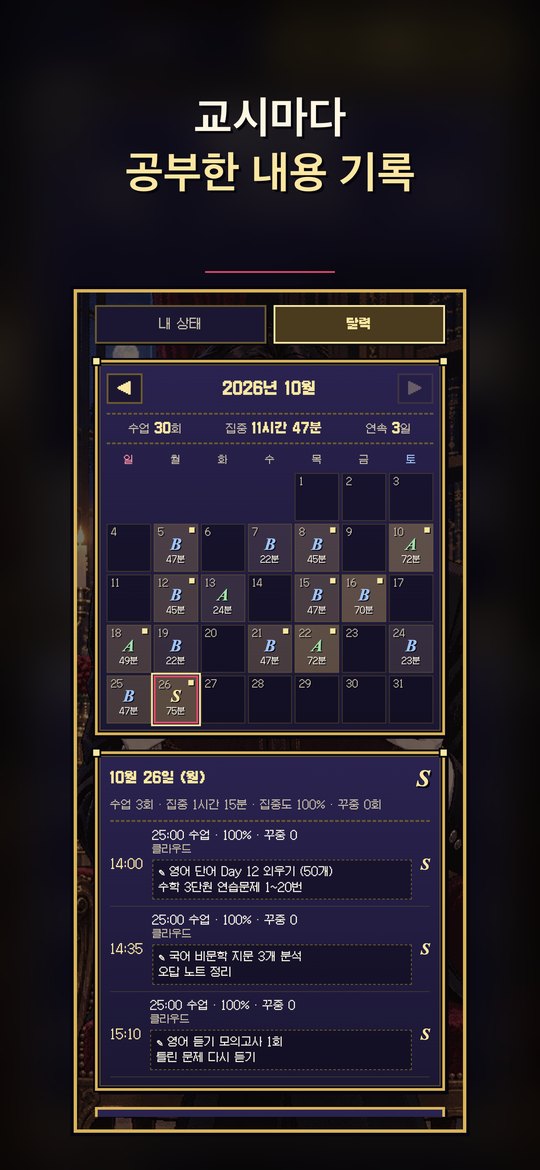 교시마다
공부한 내용 기록
내 상태
달력
◀ 2026년 10월 ▶
수업 30회 집중 11시간 47분 연속 3일
일 월 화 수 목 금 토
1 2 3
4 5 6 7 8 9 10
B B B A
47분 22분 45분 72분
11 12 13 14 15 16 17
B A B B
45분 24분 47분 70분
18 19 20 21 22 23 24
A B B A B
49분 22분 47분 72분 23분
25 26 27 28 29 30 31
B S
47분 75분
10월 26일 (월) S
수업 3회 · 집중 1시간 15분 · 집중도 100% · 꾸중 0회
25:00 수업 · 100% · 꾸중 0
클라우드
14:00 S
✎ 영어 단어 Day 12 외우기 (50개)
수학 3단원 연습문제 1~20번
25:00 수업 · 100% · 꾸중 0
클라우드
14:35 S
✎ 국어 비문학 지문 3개 분석
오답 노트 정리
25:00 수업 · 100% · 꾸중 0
클라우드
15:10 S
✎ 영어 듣기 모의고사 1회
틀린 문제 다시 듣기